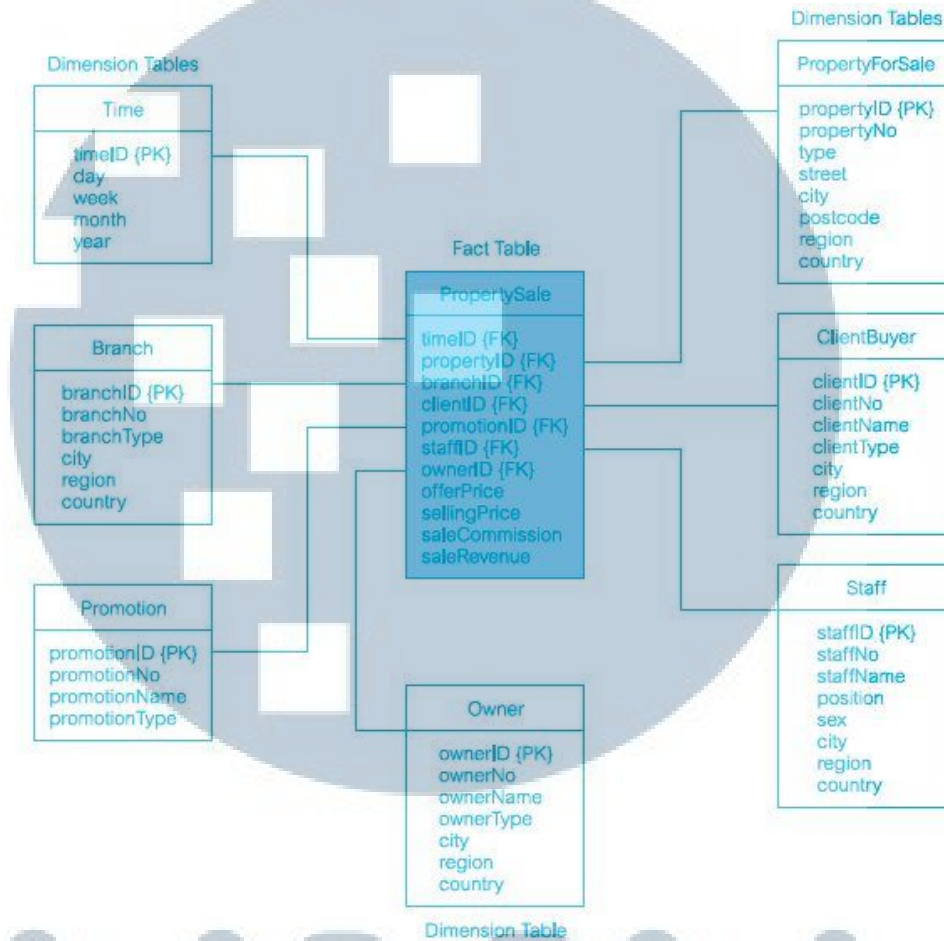 Dimension Tables
Time
timeID {PK}
day
week
month
year
Branch
branchID {PK}
branchNo
branchType
city
region
country
Promotion
promotionID {PK}
promotionNo
promotionName
promotionType
Fact Table
PropertySale
timeID {FK}
propertyID {FK}
branchID {FK}
clientID {FK}
promotionID {FK}
staffID {FK}
ownerID {FK}
offerPrice
sellingPrice
saleCommission
saleRevenue
Owner
ownerID {PK}
ownerNo
ownerName
ownerType
city
region
country
Dimension Table
Dimension Tables
PropertyForSale
propertyID {PK}
propertyNo
type
street
city
postcode
region
country
ClientBuyer
clientID {PK}
clientNo
clientName
clientType
city
region
country
Staff
staffID {PK}
staffNo
staffName
position
sex
city
region
country